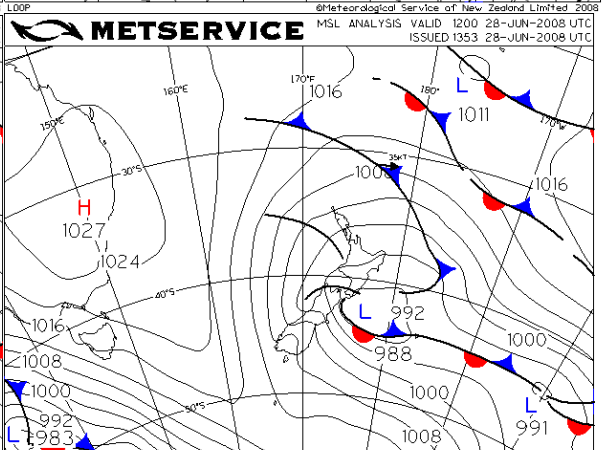 LOOP
©Meteorological Service of New Zealand Limited 2008
METSERVICE
MSL ANALYSIS VALID 1200 28-JUN-2008 UTC
ISSUED 1353 28-JUN-2008 UTC
170°E
160°E
1016
180°
L
1011
150°E
170°W
35KT
30°S
1000
1016
H
1027
1024
40°S
L
992
1016
988
1000
1008
1000
1000
50°S
992
L
L
983
991
1008